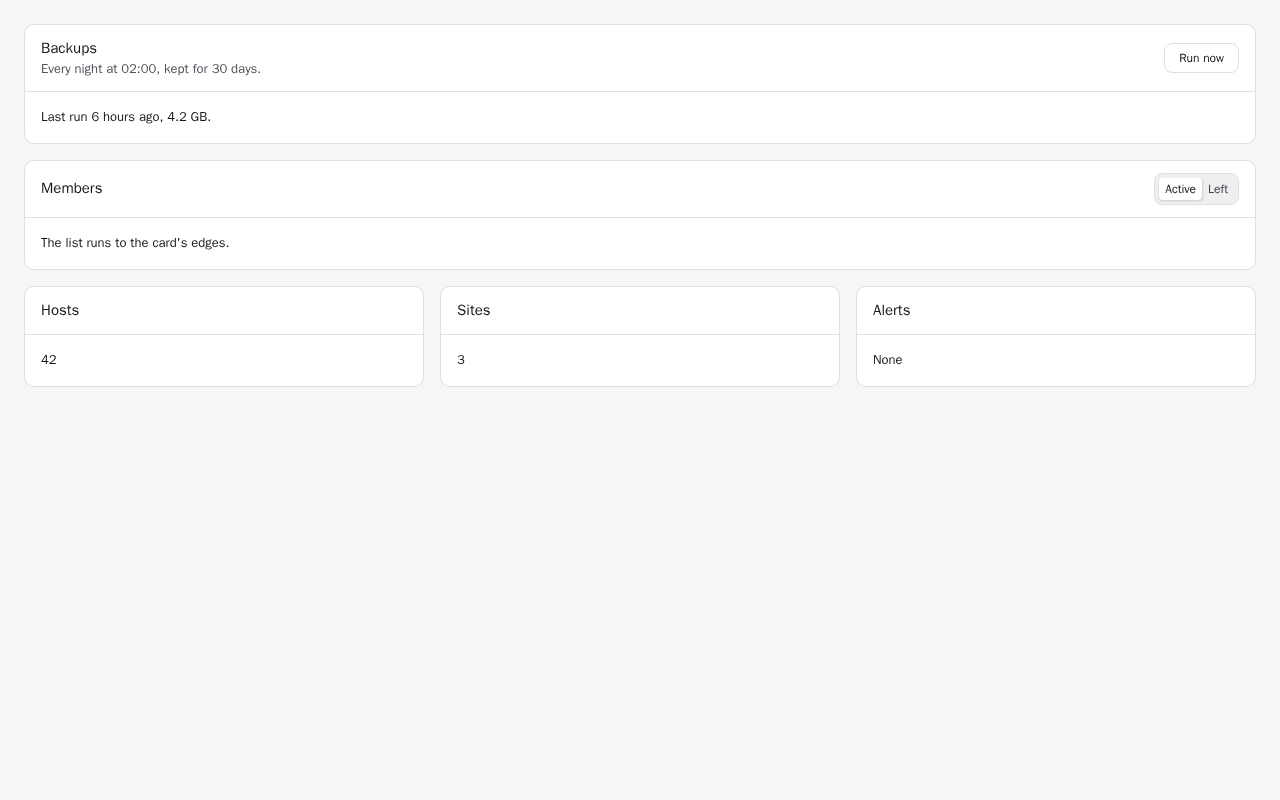 Backups
Every night at 02:00, kept for 30 days.
Run now
Last run 6 hours ago, 4.2 GB.
Members
Active Left
The list runs to the card's edges.
Hosts
42
Sites
3
Alerts
None